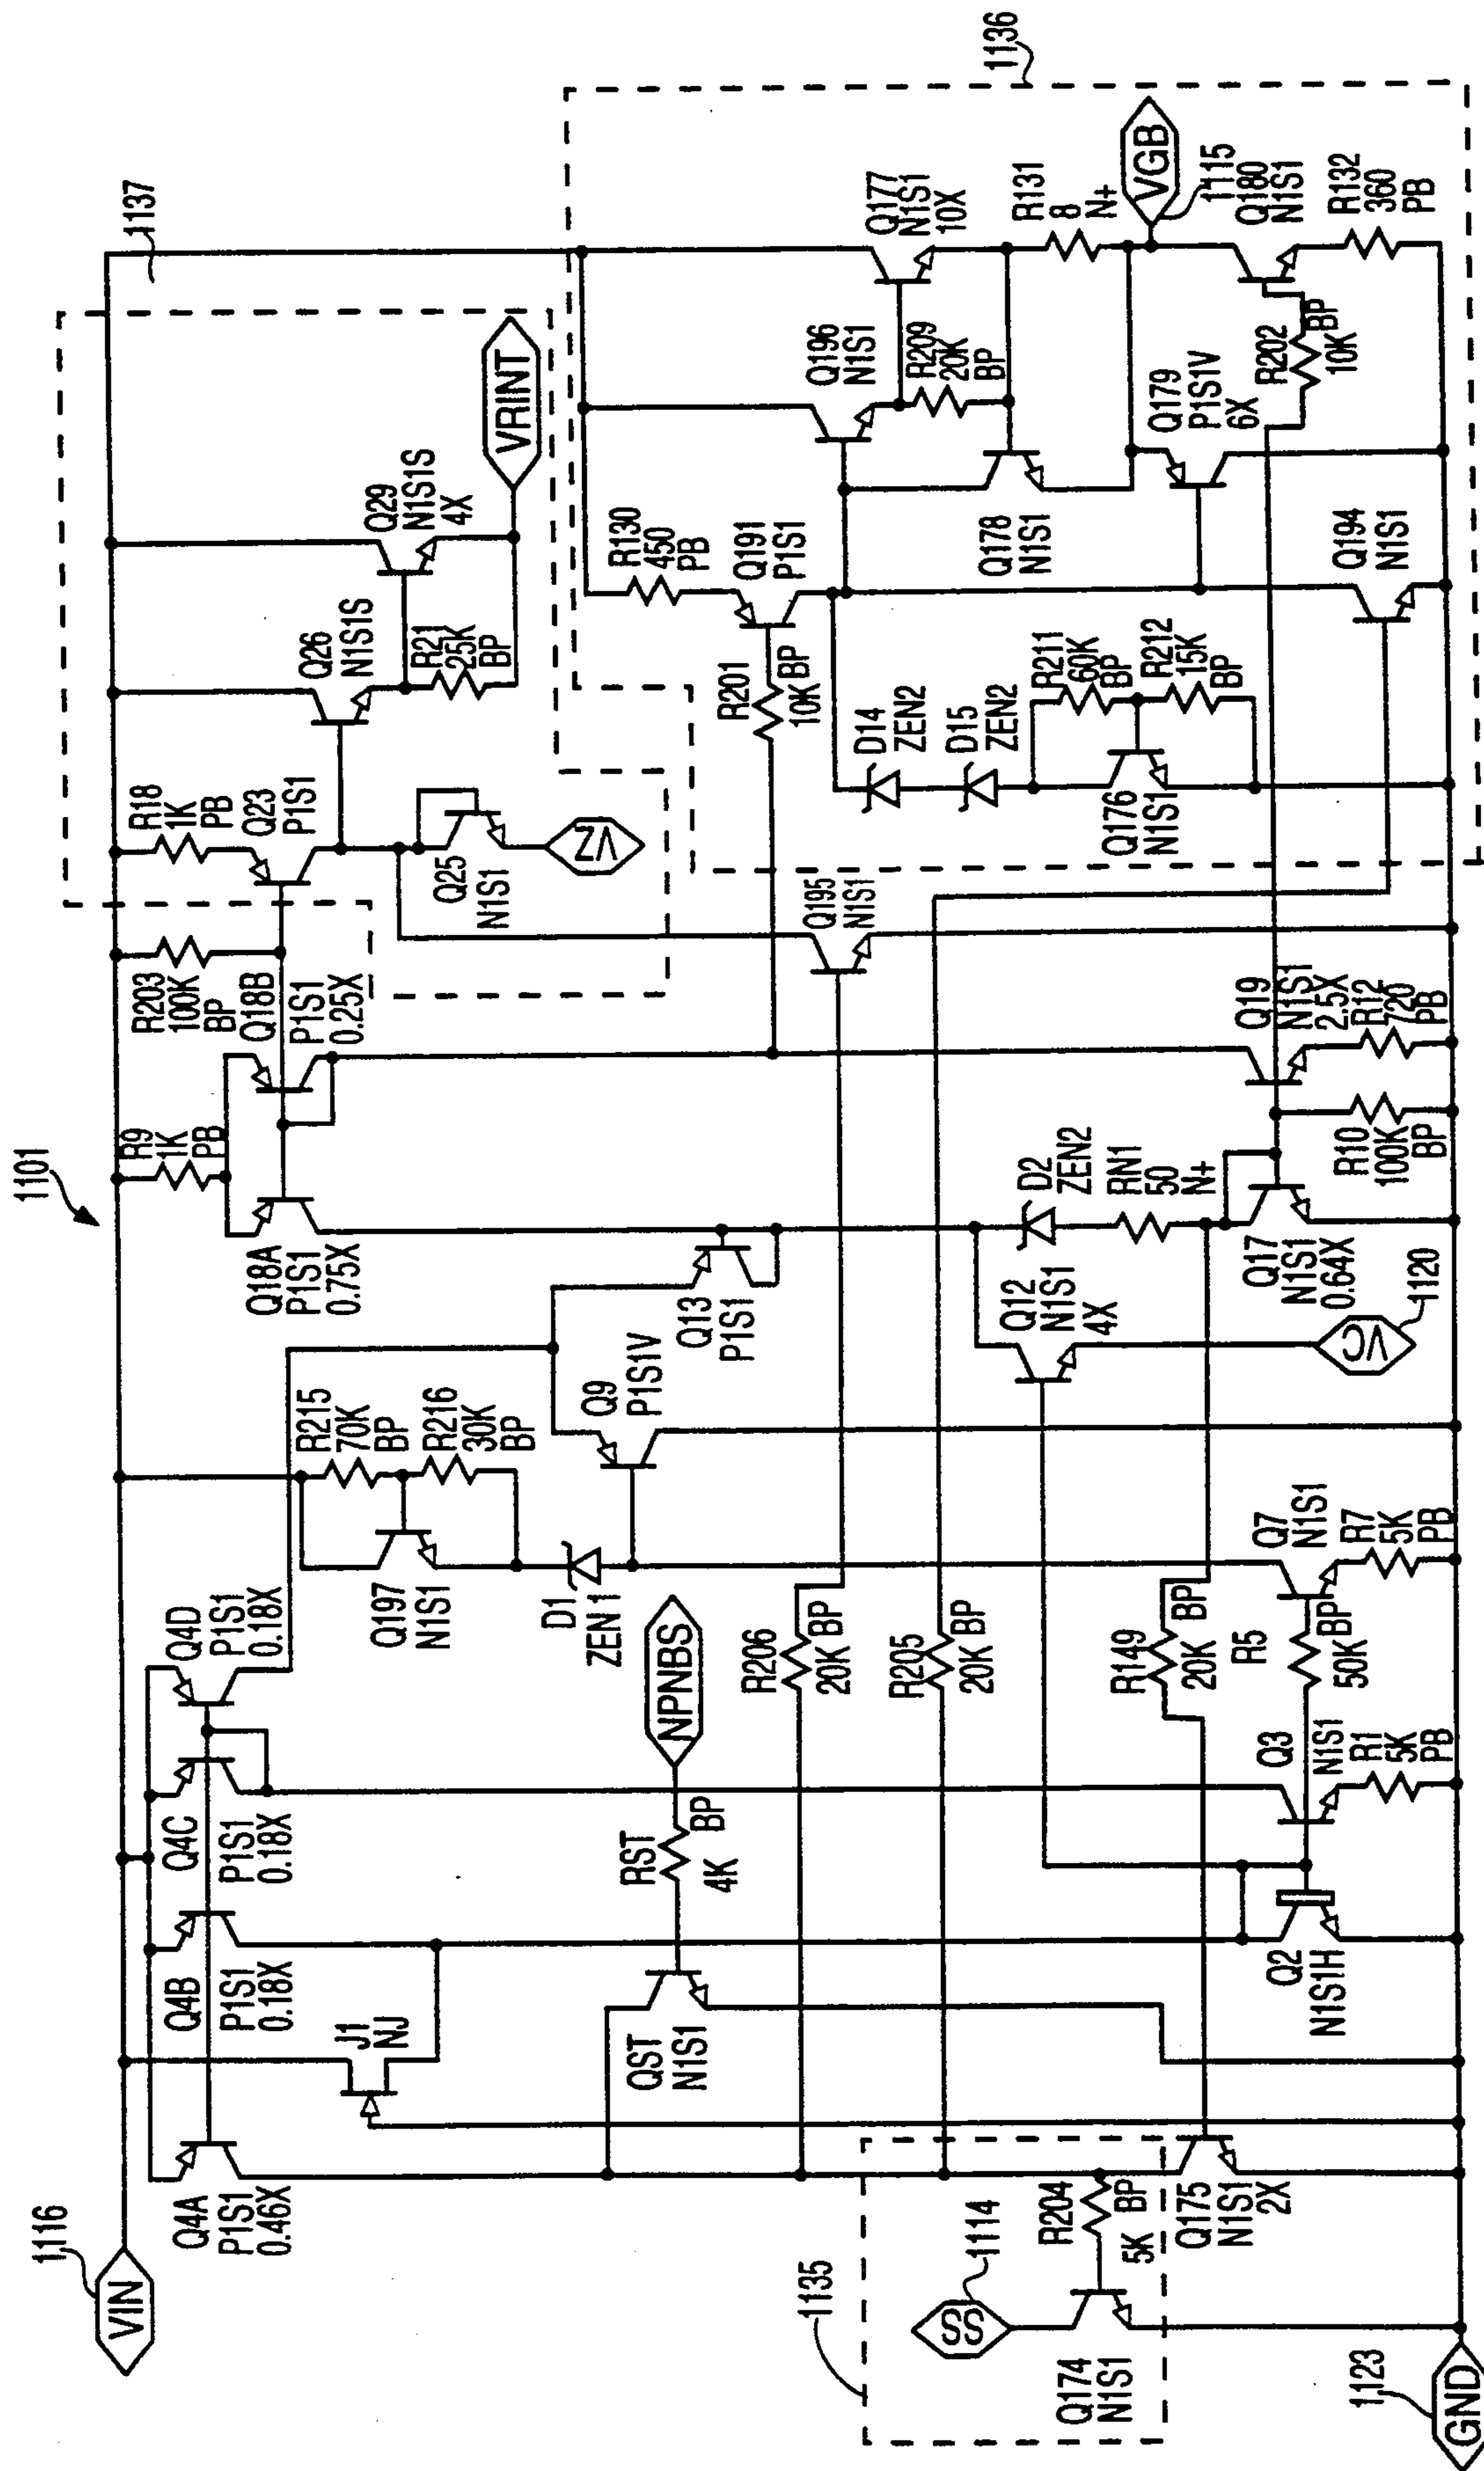 1101
1116
VIN
Q4A
P1S1
0.46X
Q4B
P1S1
0.18X
Q4C
P1S1
0.18X
Q4D
P1S1
0.18X
J1
NJ
QST
N1S1
RST
4K
BP
NPNBS
R215
70K
BP
R216
30K
BP
Q197
N1S1
D1
ZEN 1
Q9
P1S1V
Q13
P1S1
Q18A
P1S1
0.75X
R9
1K
PB
Q18B
P1S1
0.25X
R203
100K
BP
R18
1K
PB
Q23
P1S1
Q25
N1S1
VZ
Q26
N1S1S
R21
25K
BP
Q29
N1S1S
4X
VRINT
1137
1136
R206
20K
BP
R205
20K
BP
R149
20K
BP
Q195
N1S1
R201
10K
BP
R130
450
PB
Q191
P1S1
D14
ZEN2
D15
ZEN2
R211
60K
BP
R212
15K
BP
Q176
N1S1
Q196
N1S1
R209
20K
BP
Q177
N1S1
10X
R131
8
N+
Q178
N1S1
Q179
P1S1V
6X
VGB
1115
Q180
N1S1
R202
10K
BP
R132
360
PB
Q194
N1S1
1135
SS
1114
Q174
N1S1
R204
5K
BP
Q175
N1S1
2X
Q2
N1S1H
Q3
N1S1
R1
5K
PB
R5
50K
BP
Q7
N1S1
R7
5K
PB
Q12
N1S1
4X
VC
1120
D2
ZEN2
RN1
50
N+
Q17
N1S1
0.64X
R10
100K
BP
Q19
N1S1
2.5X
R12
720
PB
1123
GND